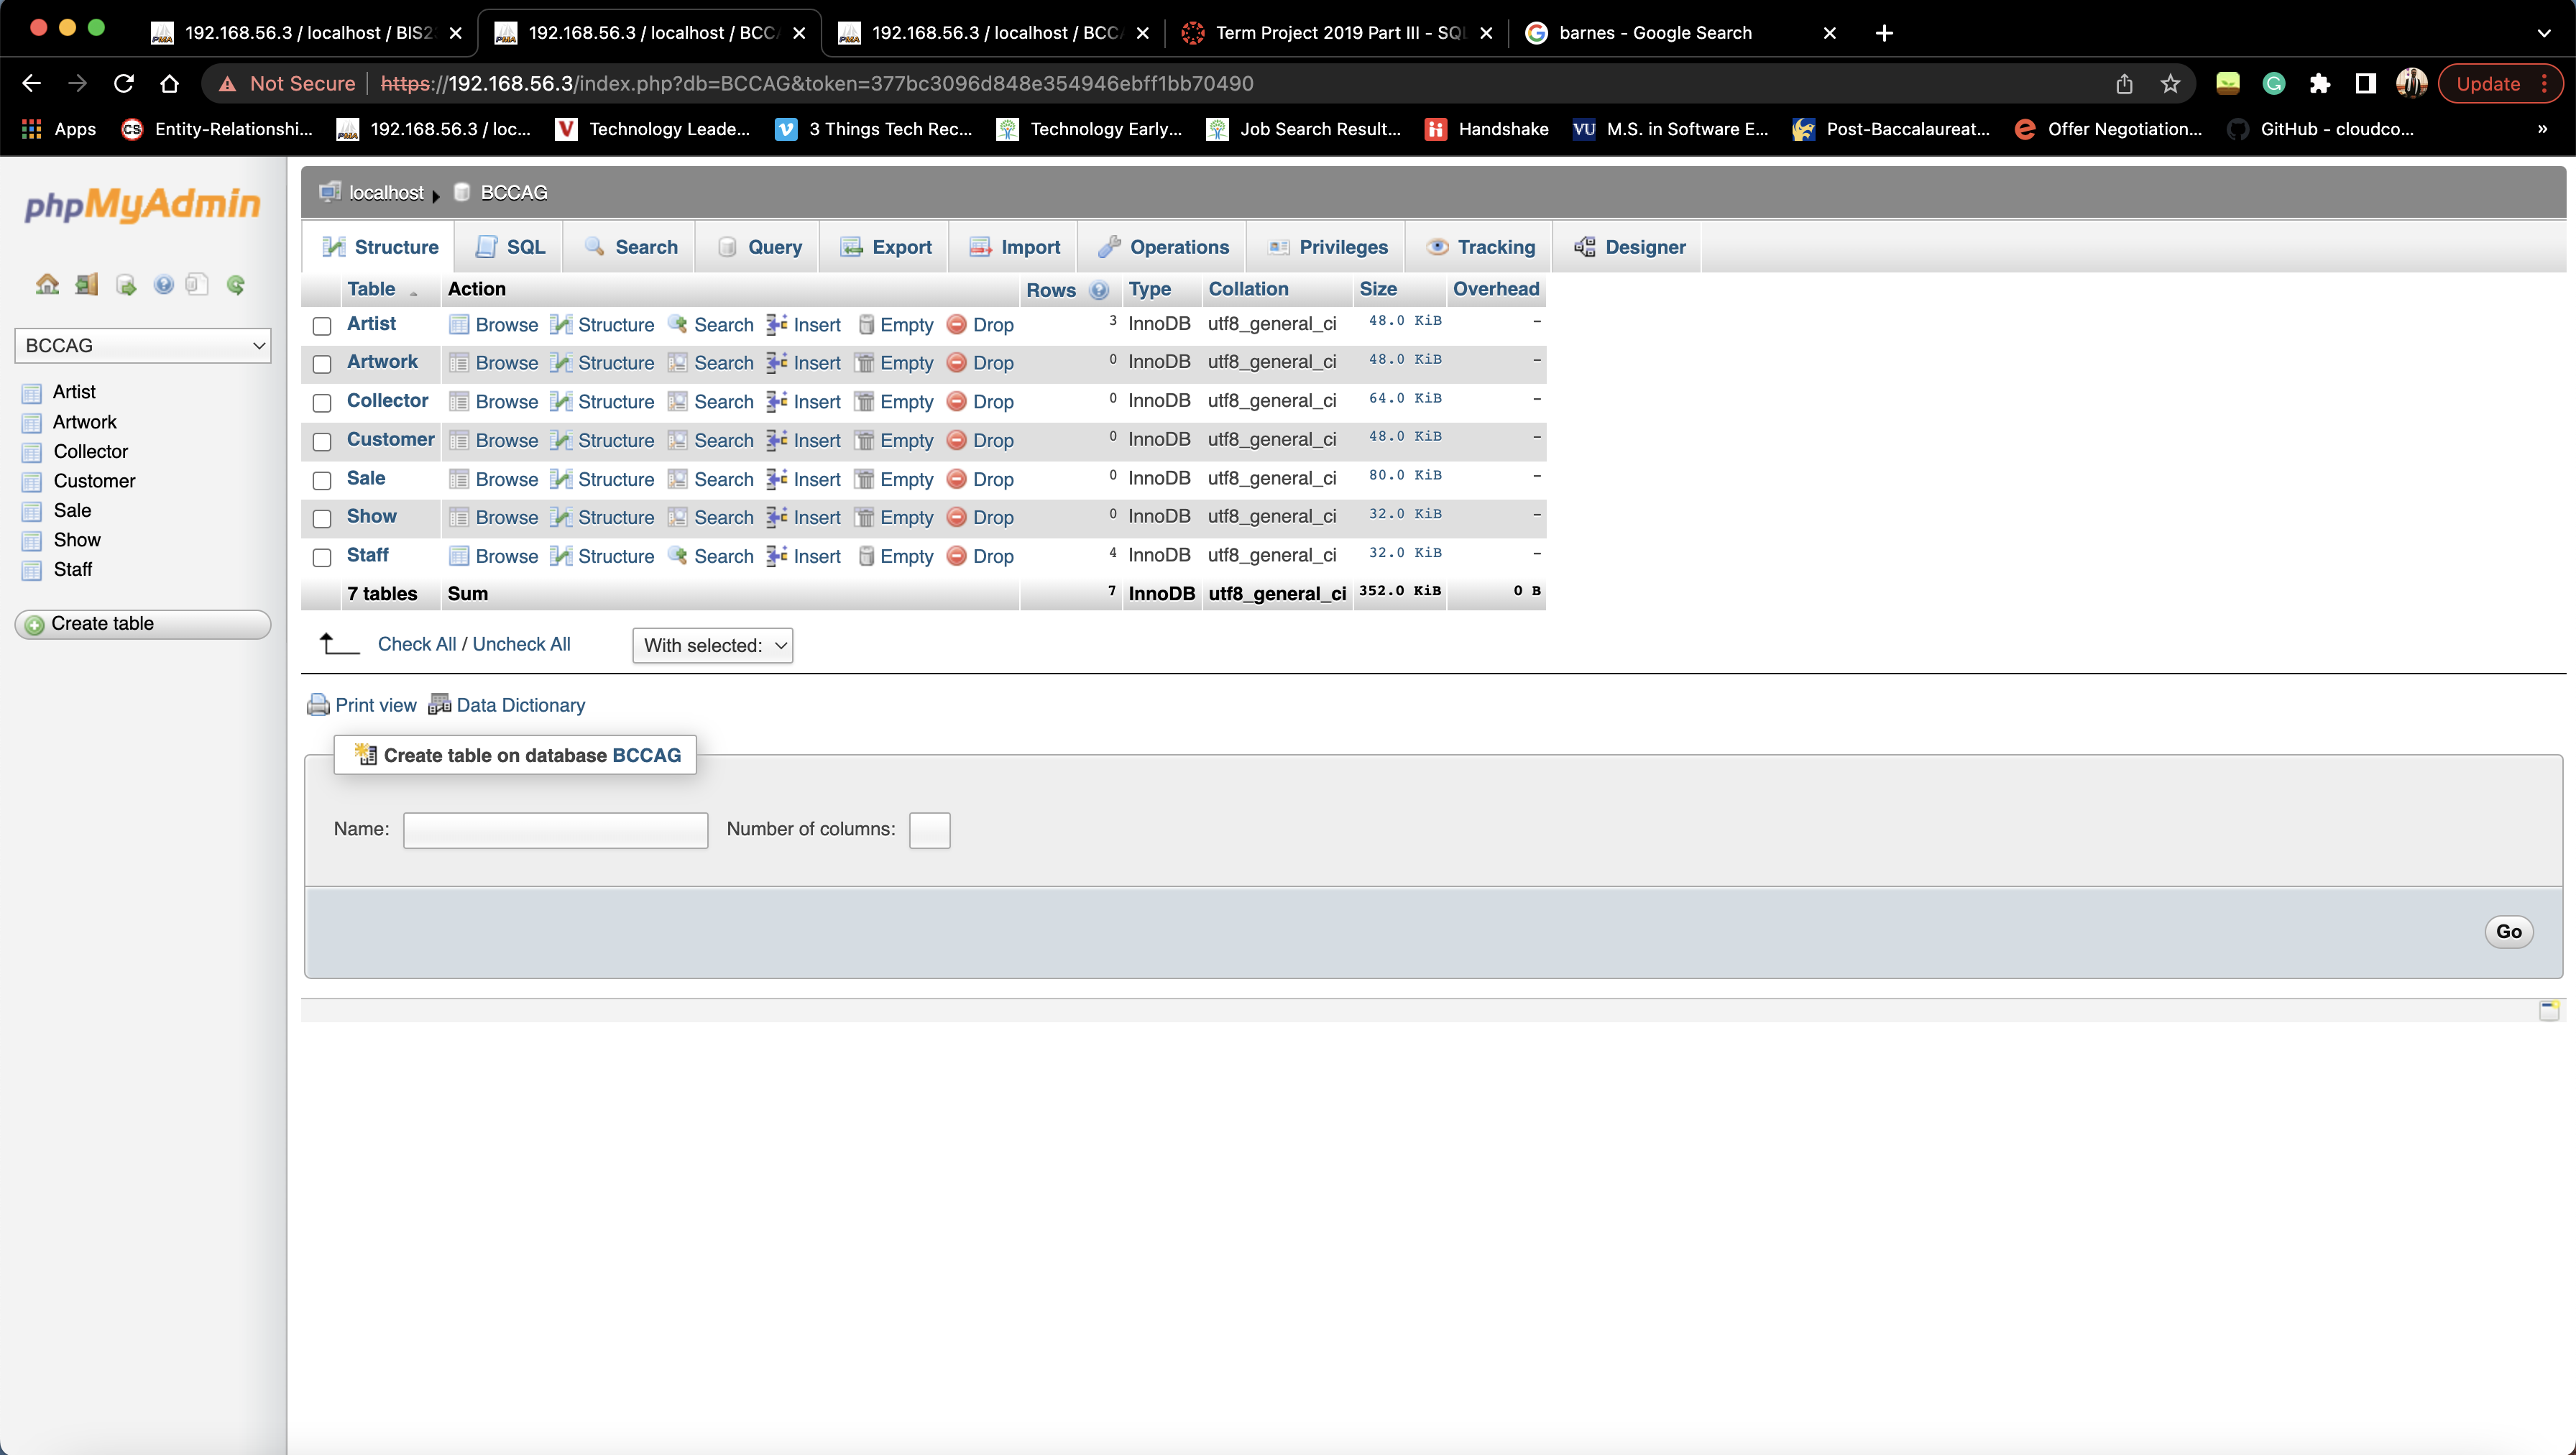 192.168.56.3 / localhost / BIS2
192.168.56.3 / localhost / BCCA
192.168.56.3 / localhost / BCCA
Term Project 2019 Part III - SQL
barnes - Google Search
Not Secure https://192.168.56.3/index.php?db=BCCAG&token=377bc3096d848e354946ebff1bb70490 Update
Apps CS Entity-Relationshi... PMA 192.168.56.3 / loc... V Technology Leade... 3 Things Tech Rec... Technology Early... Job Search Result... Handshake VU M.S. in Software E... Post-Baccalaureat... Offer Negotiation... GitHub - cloudco... »
phpMyAdmin
BCCAG
Artist
Artwork
Collector
Customer
Sale
Show
Staff
Create table
localhost BCCAG
Structure SQL Search Query Export Import Operations Privileges Tracking Designer
Table Action Rows Type Collation Size Overhead
Artist Browse Structure Search Insert Empty Drop 3 InnoDB utf8_general_ci 48.0 KiB -
Artwork Browse Structure Search Insert Empty Drop 0 InnoDB utf8_general_ci 48.0 KiB -
Collector Browse Structure Search Insert Empty Drop 0 InnoDB utf8_general_ci 64.0 KiB -
Customer Browse Structure Search Insert Empty Drop 0 InnoDB utf8_general_ci 48.0 KiB -
Sale Browse Structure Search Insert Empty Drop 0 InnoDB utf8_general_ci 80.0 KiB -
Show Browse Structure Search Insert Empty Drop 0 InnoDB utf8_general_ci 32.0 KiB -
Staff Browse Structure Search Insert Empty Drop 4 InnoDB utf8_general_ci 32.0 KiB -
7 tables Sum 7 InnoDB utf8_general_ci 352.0 KiB 0 B
Check All / Uncheck All With selected:
Print view Data Dictionary
Create table on database BCCAG
Name: Number of columns:
Go